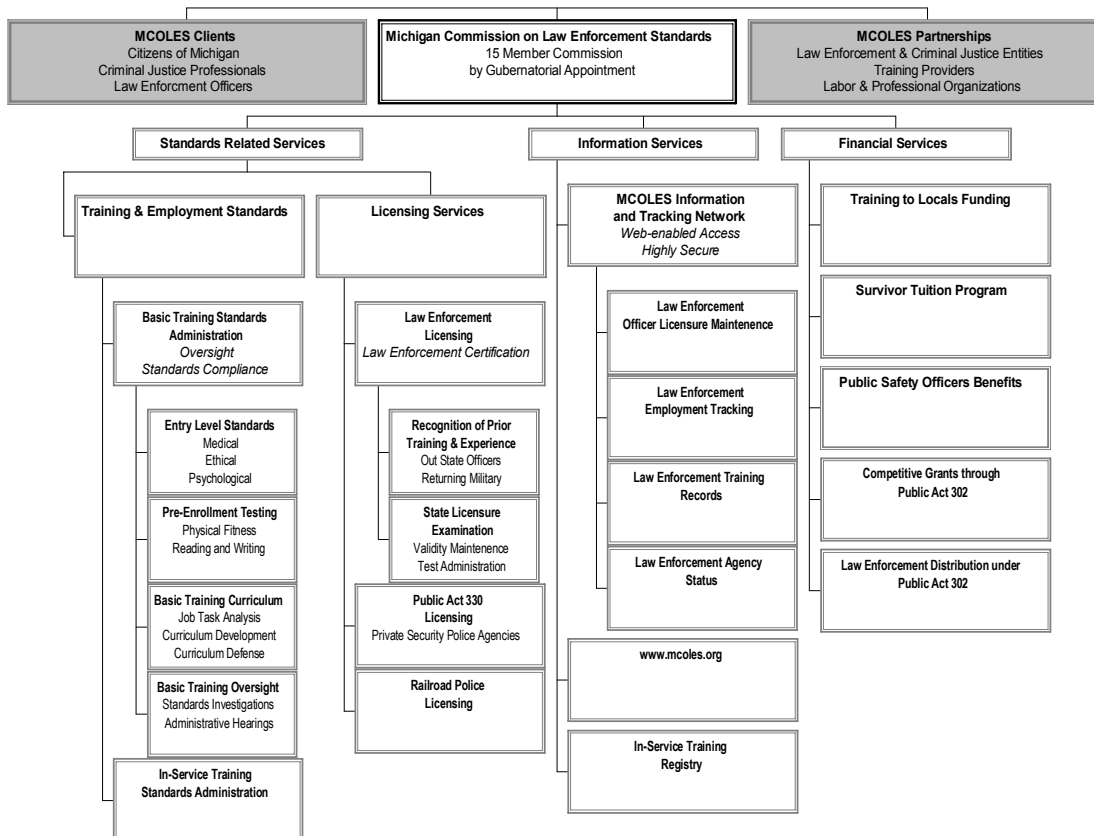 MCOLES Clients
Citizens of Michigan
Criminal Justice Professionals
Law Enforcment Officers
Michigan Commission on Law Enforcement Standards
15 Member Commission
by Gubernatorial Appointment
MCOLES Partnerships
Law Enforcement & Criminal Justice Entities
Training Providers
Labor & Professional Organizations
Standards Related Services
Training & Employment Standards
Basic Training Standards
Administration
Oversight
Standards Compliance
Entry Level Standards
Medical
Ethical
Psychological
Pre-Enrollment Testing
Physical Fitness
Reading and Writing
Basic Training Curriculum
Job Task Analysis
Curriculum Development
Curriculum Defense
Basic Training Oversight
Standards Investigations
Administrative Hearings
In-Service Training
Standards Administration
Licensing Services
Law Enforcement
Licensing
Law Enforcement Certification
Recognition of Prior
Training & Experience
Out State Officers
Returning Military
State Licensure
Examination
Validity Maintenence
Test Administration
Public Act 330
Licensing
Private Security Police Agencies
Railroad Police
Licensing
Information Services
MCOLES Information
and Tracking Network
Web-enabled Access
Highly Secure
Law Enforcement
Officer Licensure Maintenence
Law Enforcement
Employment Tracking
Law Enforcement Training
Records
Law Enforcement Agency
Status
www.mcoles.org
In-Service Training
Registry
Financial Services
Training to Locals Funding
Survivor Tuition Program
Public Safety Officers Benefits
Competitive Grants through
Public Act 302
Law Enforcement Distribution under
Public Act 302